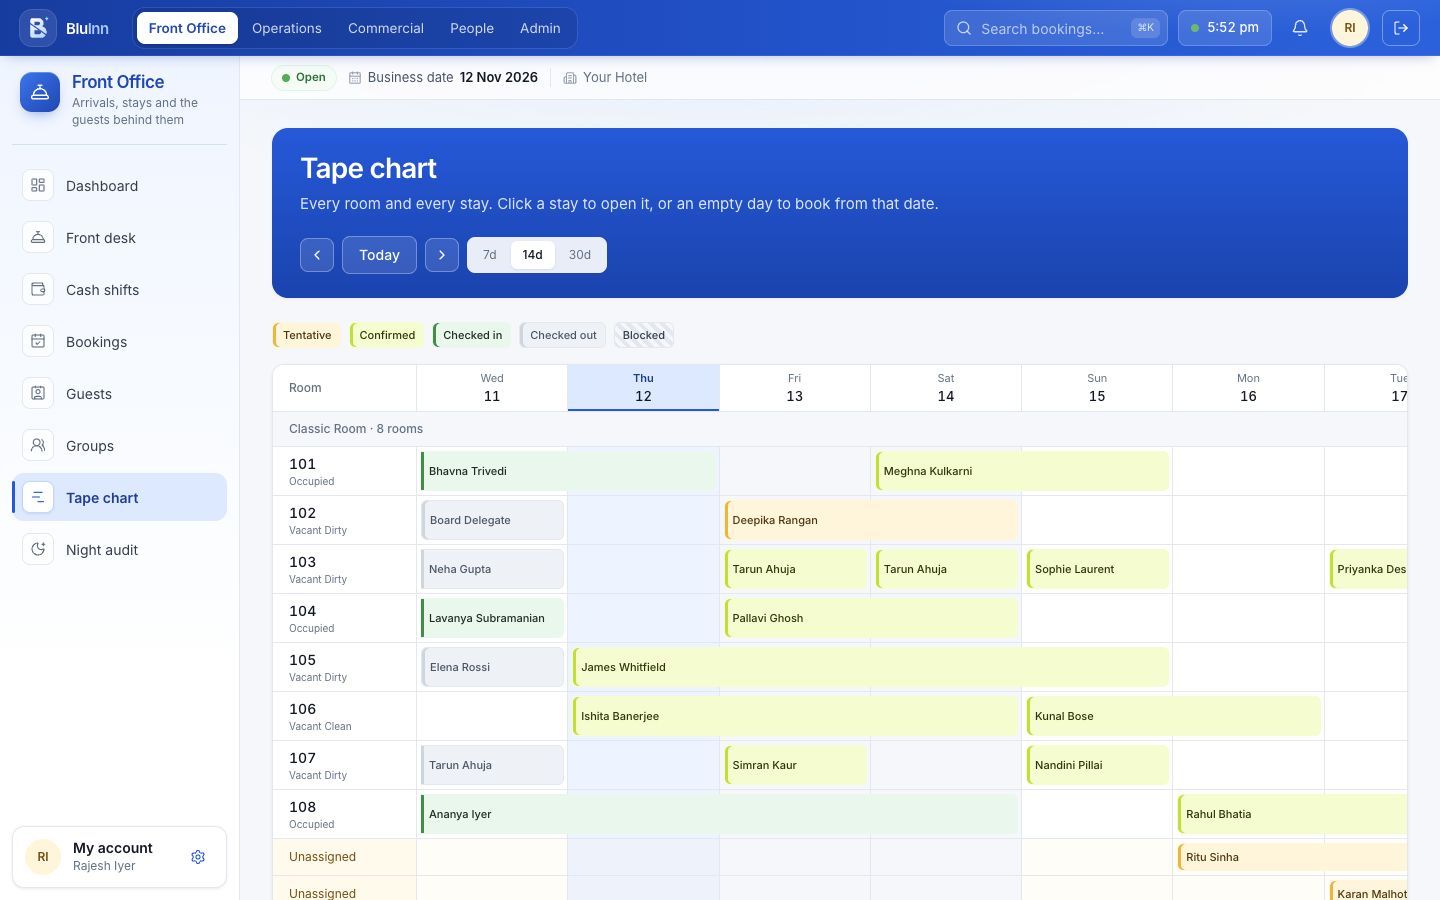 BluInn
Front Office
Operations
Commercial
People
Admin
Search bookings...
⌘K
5:52 pm
RI
Front Office
Arrivals, stays and the
guests behind them
Open
Business date 12 Nov 2026
Your Hotel
Dashboard
Front desk
Cash shifts
Bookings
Guests
Groups
Tape chart
Night audit
RI
My account
Rajesh Iyer
Tape chart
Every room and every stay. Click a stay to open it, or an empty day to book from that date.
Today
7d
14d
30d
Tentative
Confirmed
Checked in
Checked out
Blocked
Room
Wed
11
Thu
12
Fri
13
Sat
14
Sun
15
Mon
16
Tue
17
Classic Room · 8 rooms
101
Occupied
Bhavna Trivedi
Meghna Kulkarni
102
Vacant Dirty
Board Delegate
Deepika Rangan
103
Vacant Dirty
Neha Gupta
Tarun Ahuja
Tarun Ahuja
Sophie Laurent
Priyanka Des
104
Occupied
Lavanya Subramanian
Pallavi Ghosh
105
Vacant Dirty
Elena Rossi
James Whitfield
106
Vacant Clean
Ishita Banerjee
Kunal Bose
107
Vacant Dirty
Tarun Ahuja
Simran Kaur
Nandini Pillai
108
Occupied
Ananya Iyer
Rahul Bhatia
Unassigned
Ritu Sinha
Unassigned
Karan Malhot